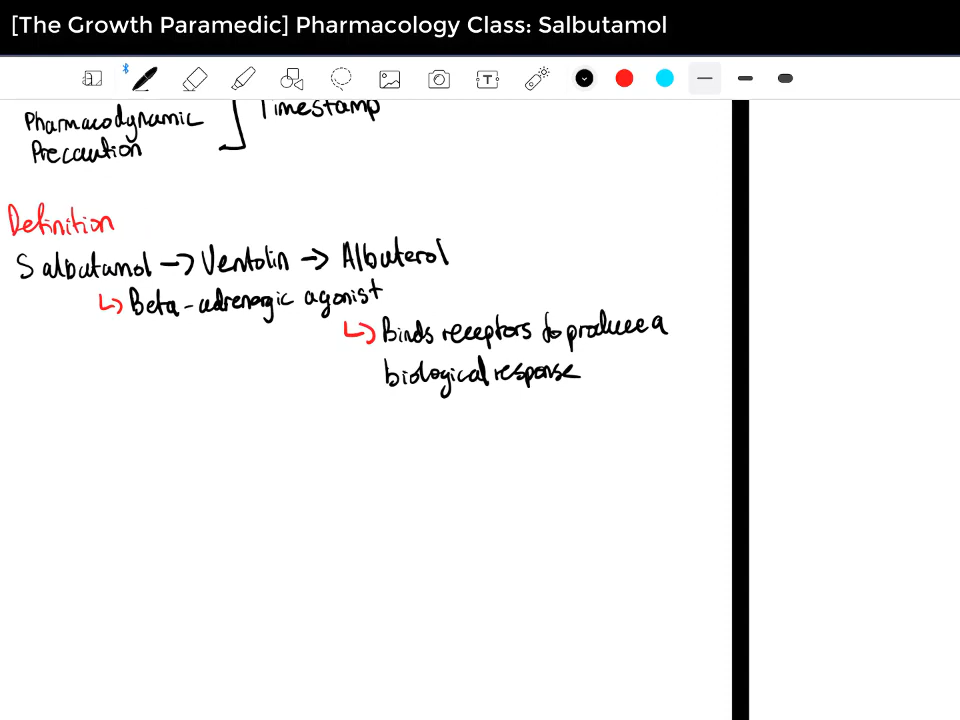 [The Growth Paramedic] Pharmacology Class: Salbutamol
Timestamp
Pharmacodynamic
Precaution
Definition
Salbutamol → Ventolin → Albuterol
↳ Beta-adrenergic agonist
↳ Binds receptors to produce a
biological response